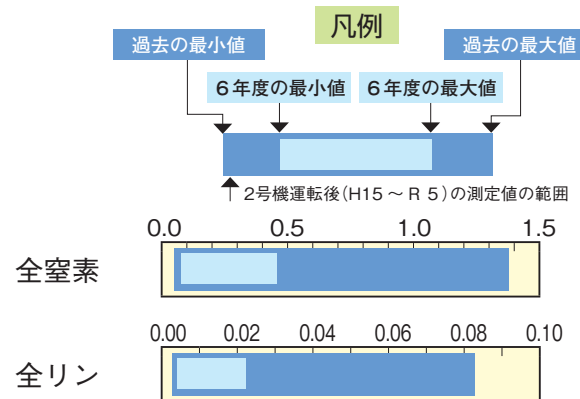 凡例
過去の最小値
過去の最大値
6年度の最小値
6年度の最大値
2号機運転後(H15～R5)の測定値の範囲
0.0 0.5 1.0 1.5
全窒素
0.00 0.02 0.04 0.06 0.08 0.10
全リン